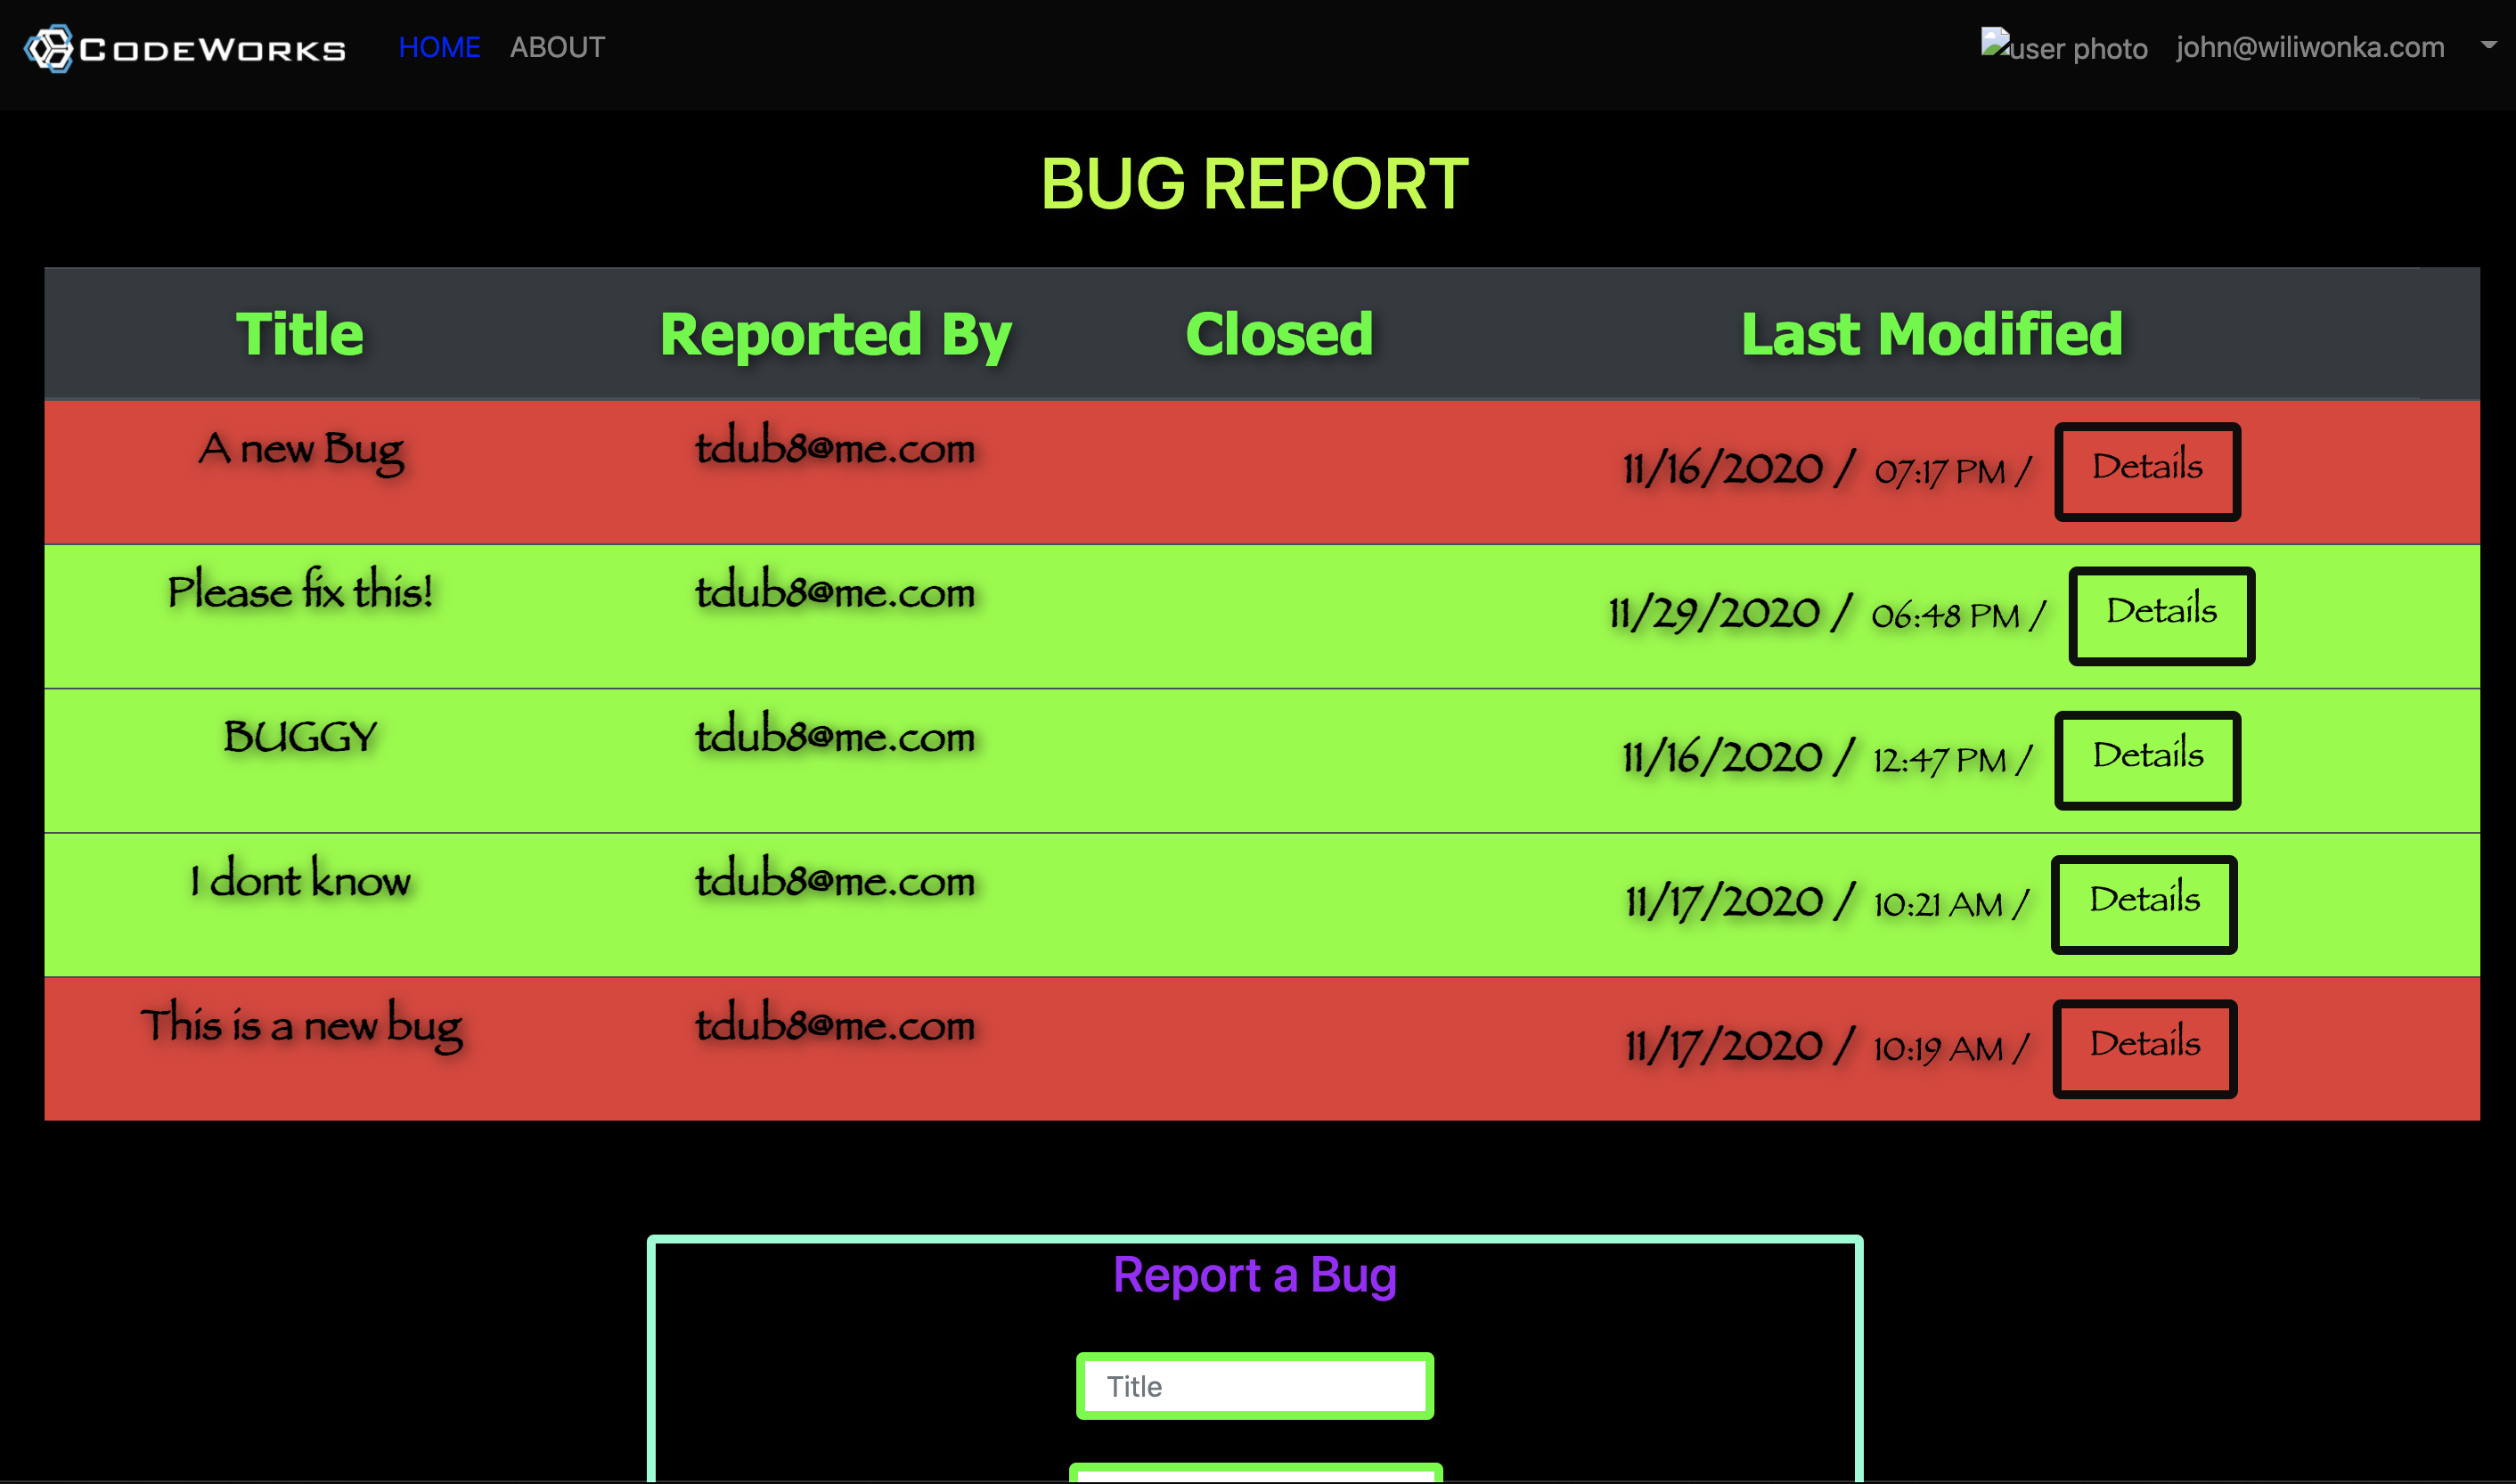 CODEWORKS HOME ABOUT user photo john@wiliwonka.com
BUG REPORT
Title Reported By Closed Last Modified
A new Bug tdub8@me.com 11/16/2020 / 07:17 PM / Details
Please fix this! tdub8@me.com 11/29/2020 / 06:48 PM / Details
BUGGY tdub8@me.com 11/16/2020 / 12:47 PM / Details
I dont know tdub8@me.com 11/17/2020 / 10:21 AM / Details
This is a new bug tdub8@me.com 11/17/2020 / 10:19 AM / Details
Report a Bug
Title